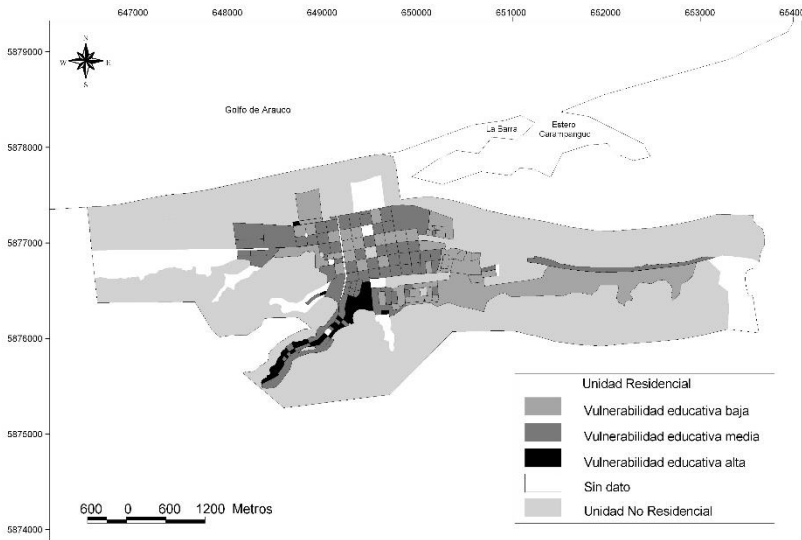 647000 648000 649000 650000 651000 652000 653000 65400
5879000
N
W E
S
Golfo de Arauco
5878000
La Barra
Estero
Carampangue
5877000
5876000
Unidad Residencial
Vulnerabilidad educativa baja
5875000
Vulnerabilidad educativa media
Vulnerabilidad educativa alta
Sin dato
600 0 600 1200 Metros
Unidad No Residencial
5874000